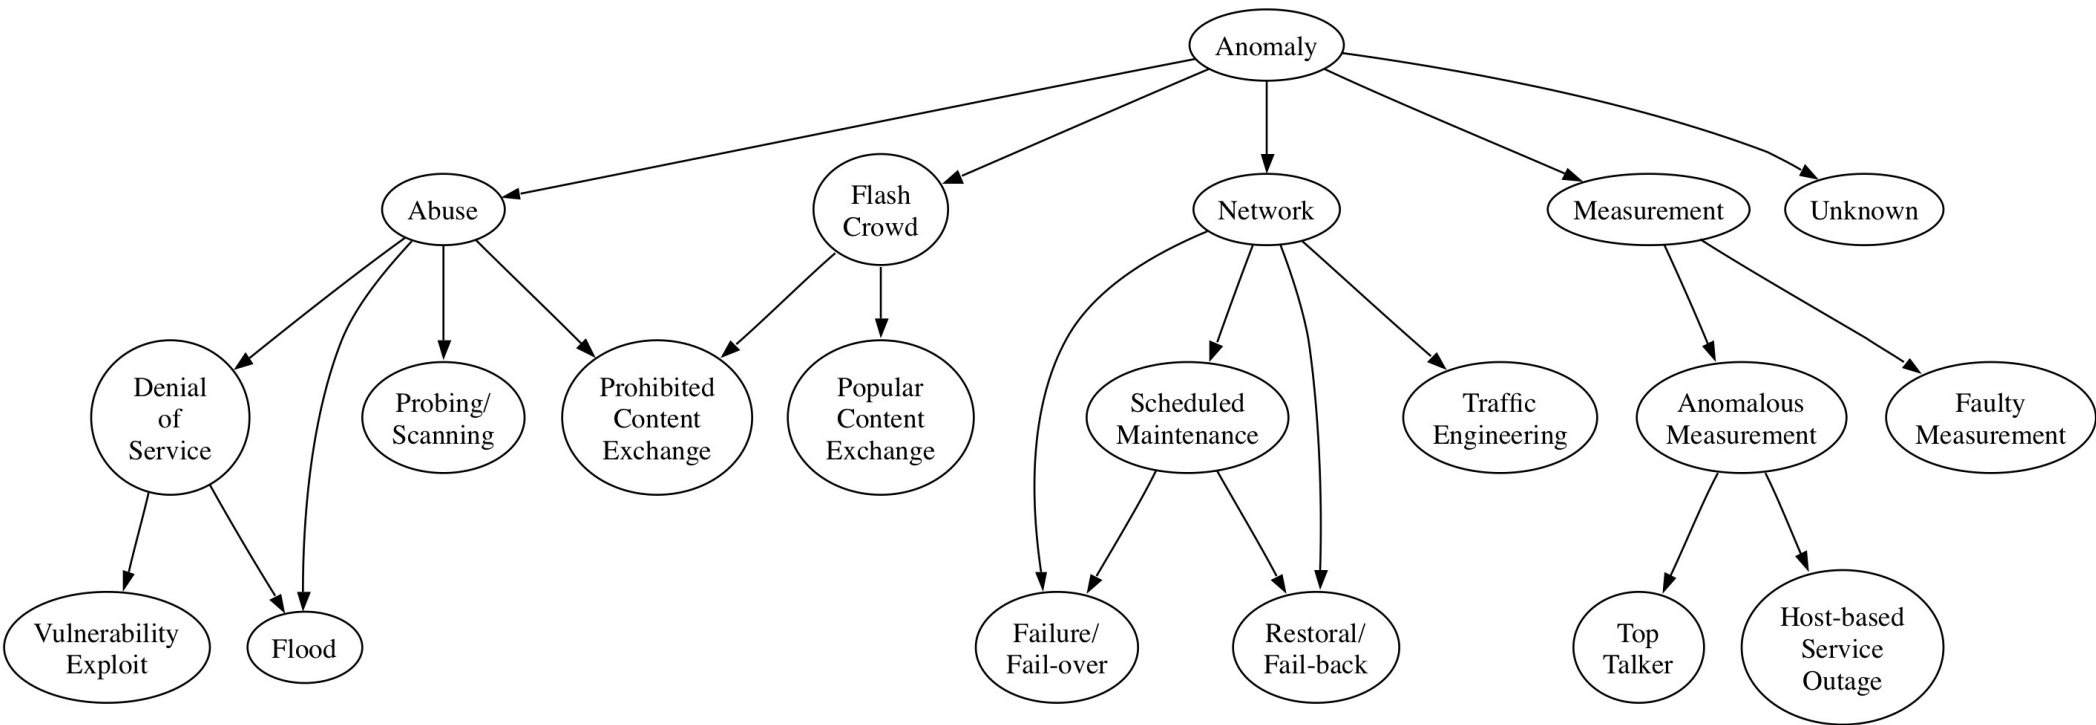 Anomaly
Abuse
Flash
Crowd
Network
Measurement
Unknown
Denial
of
Service
Probing/
Scanning
Prohibited
Content
Exchange
Popular
Content
Exchange
Scheduled
Maintenance
Traffic
Engineering
Anomalous
Measurement
Faulty
Measurement
Vulnerability
Exploit
Flood
Failure/
Fail-over
Restoral/
Fail-back
Top
Talker
Host-based
Service
Outage